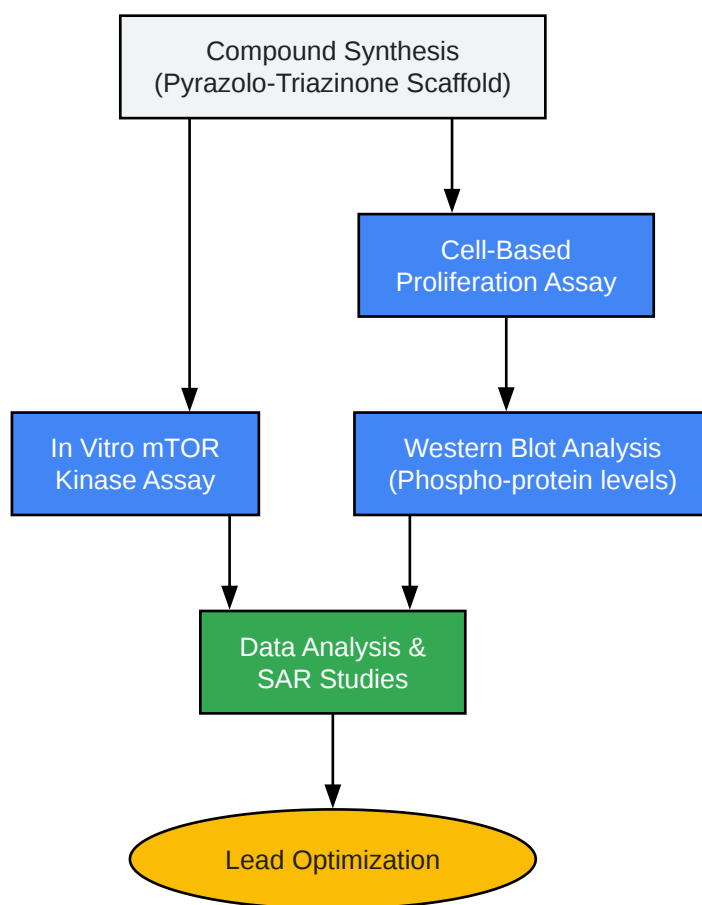 Compound Synthesis
(Pyrazolo-Triazinone Scaffold)
Cell-Based
Proliferation Assay
In Vitro mTOR
Kinase Assay
Western Blot Analysis
(Phospho-protein levels)
Data Analysis &
SAR Studies
Lead Optimization